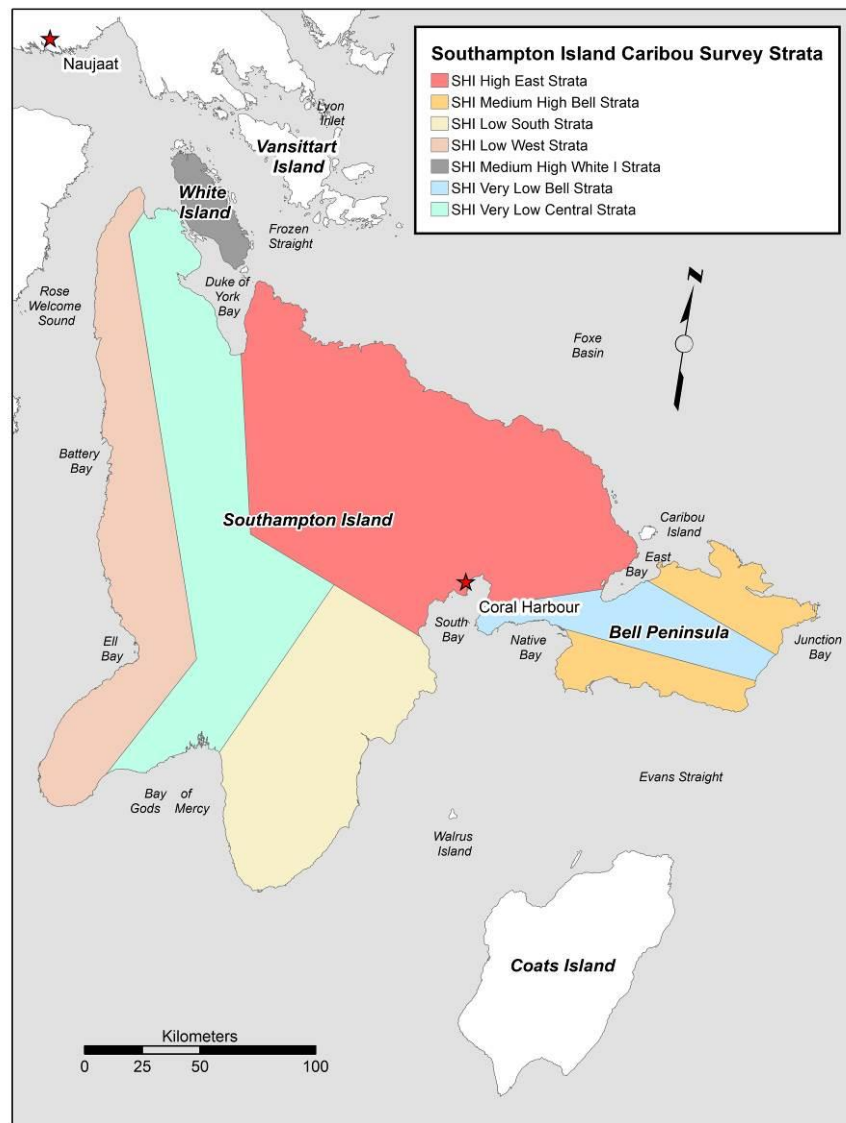 Naujaat
Southampton Island Caribou Survey Strata
SHI High East Strata
SHI Medium High Bell Strata
SHI Low South Strata
SHI Low West Strata
SHI Medium High White I Strata
SHI Very Low Bell Strata
SHI Very Low Central Strata
Lyon
Inlet
Vansittart
Island
White
Island
Frozen
Straight
Duke of
York
Bay
Rose
Welcome
Sound
N
Foxe
Basin
Battery
Bay
Southampton Island
Caribou
Island
East
Bay
Coral Harbour
South
Bay
Native
Bay
Bell Peninsula
Junction
Bay
Ell
Bay
Bay of
Gods Mercy
Evans Straight
Walrus
Island
Coats Island
Kilometers
0 25 50 100